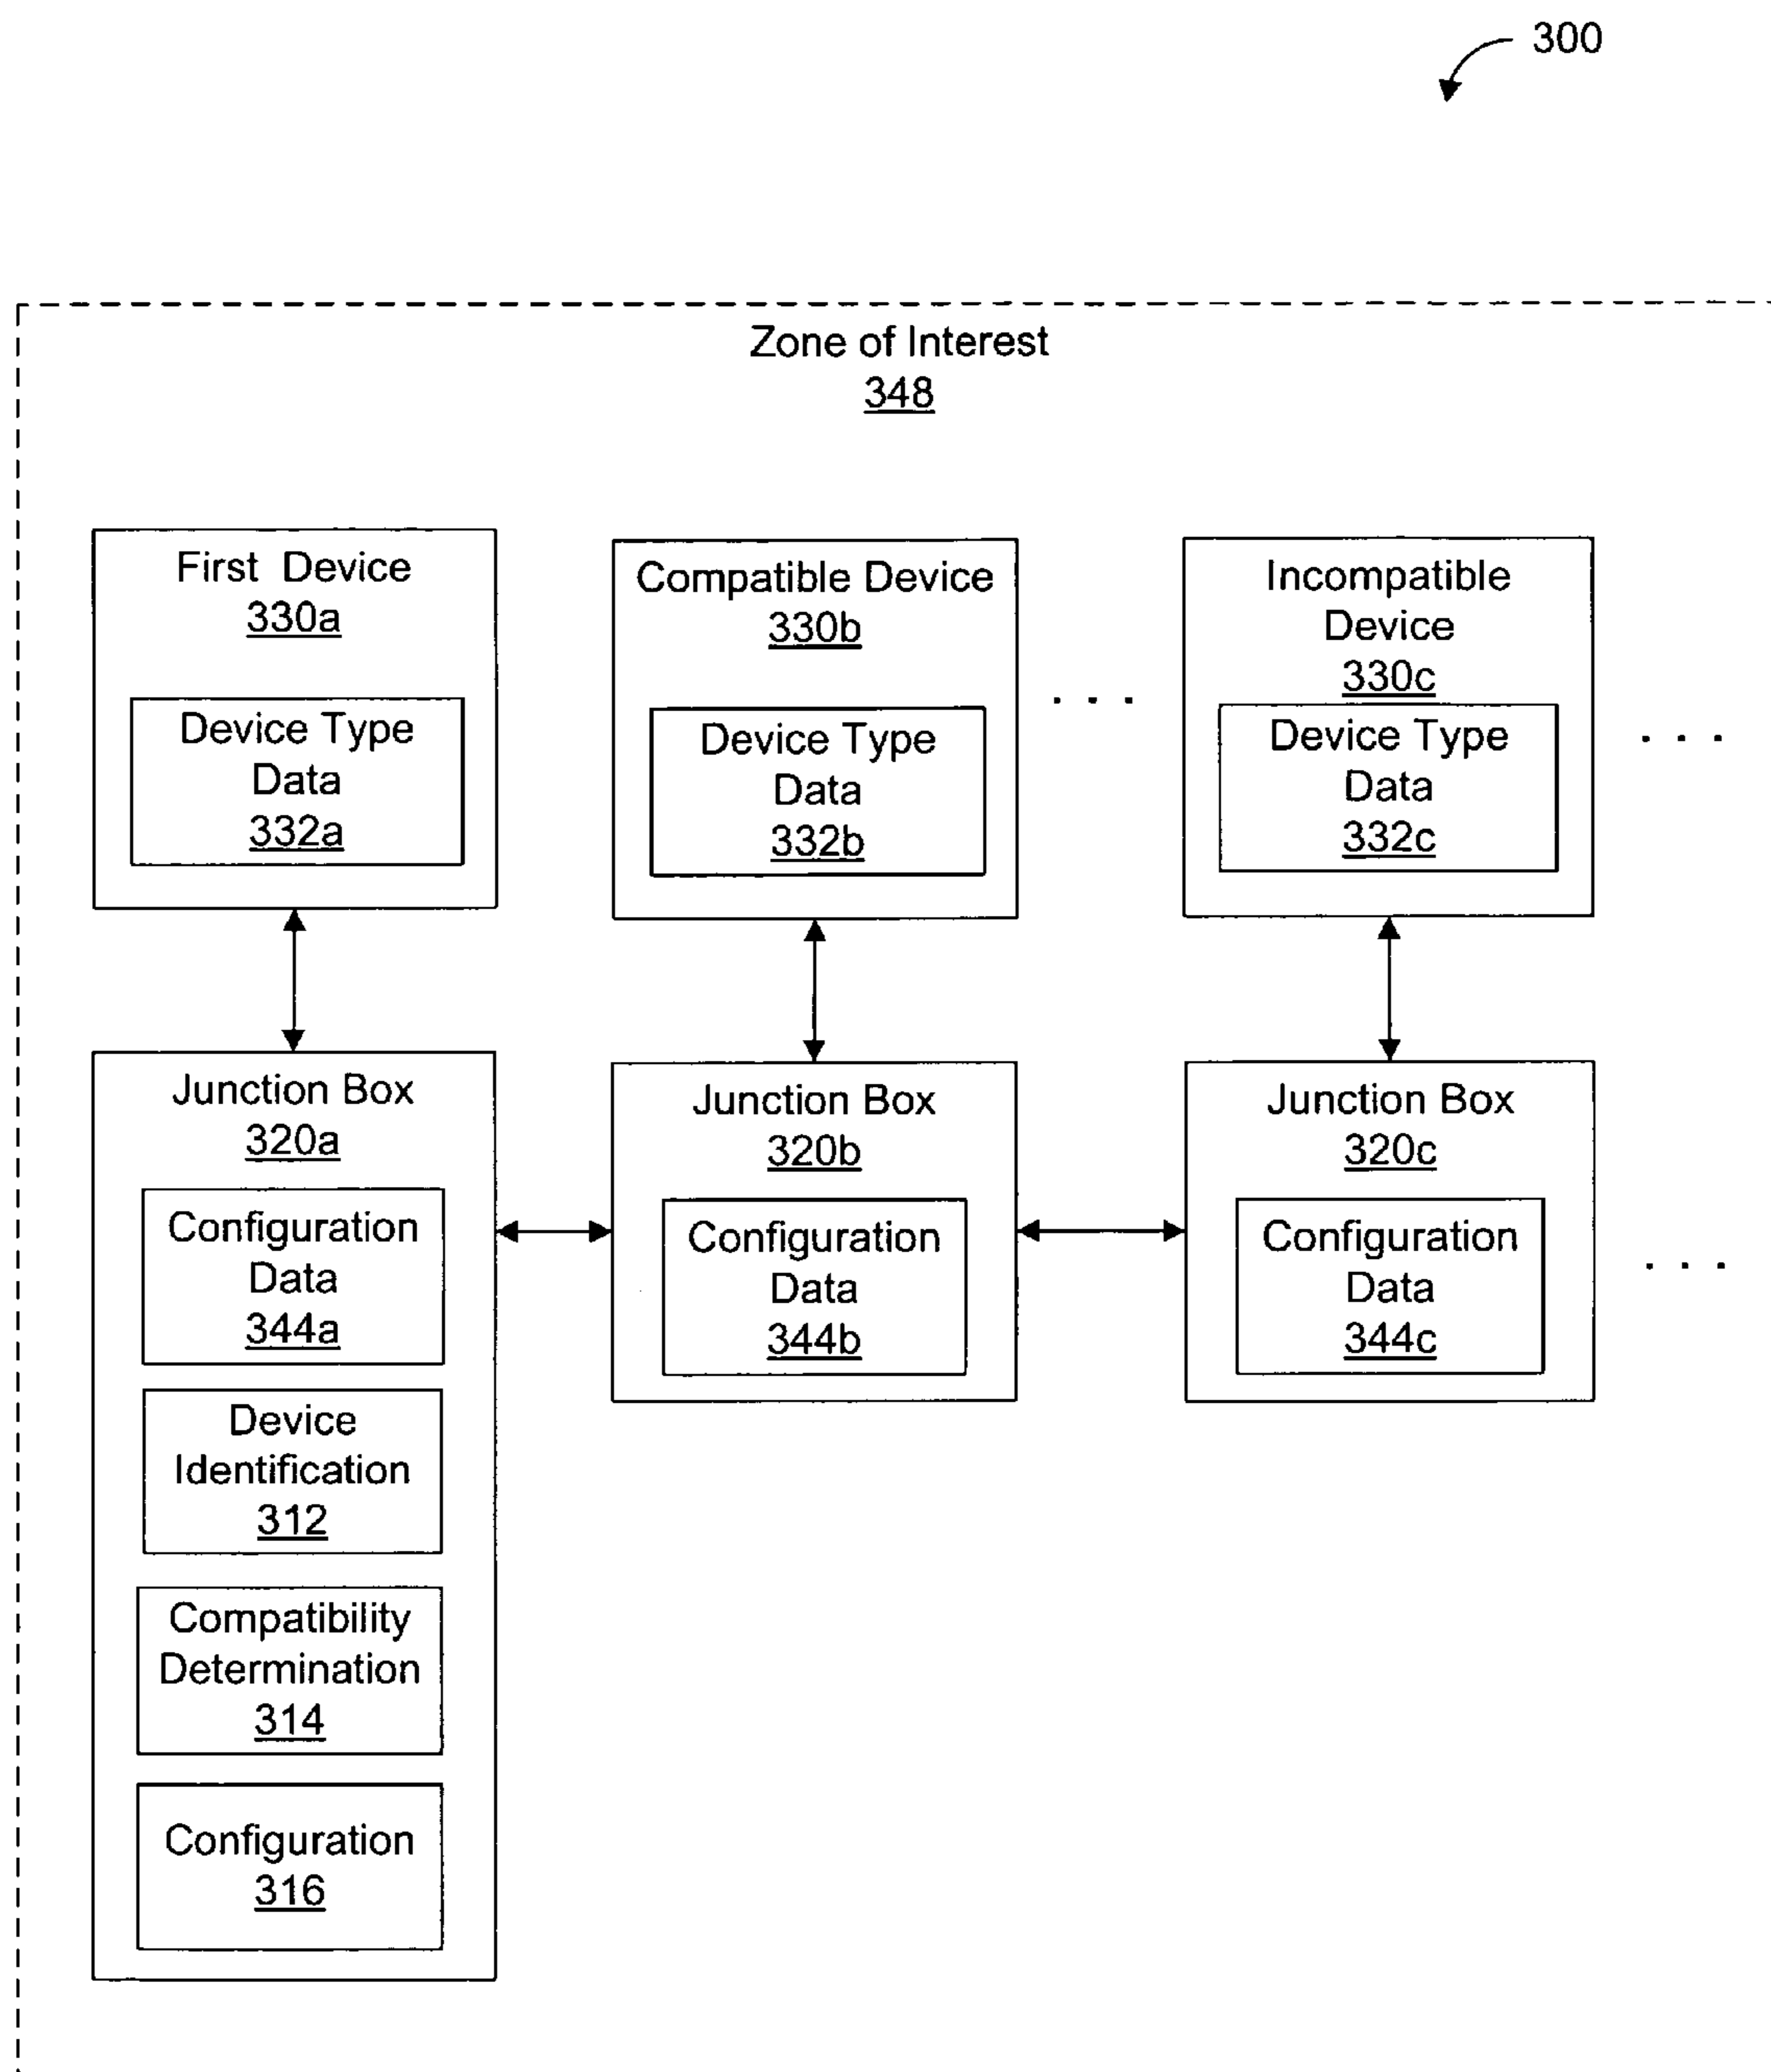 300
Zone of Interest
348
First Device
330a
Device Type
Data
332a
Compatible Device
330b
Device Type
Data
332b
. . .
Incompatible
Device
330c
Device Type
Data
332c
. . .
Junction Box
320a
Configuration
Data
344a
Device
Identification
312
Compatibility
Determination
314
Configuration
316
Junction Box
320b
Configuration
Data
344b
Junction Box
320c
Configuration
Data
344c
. . .